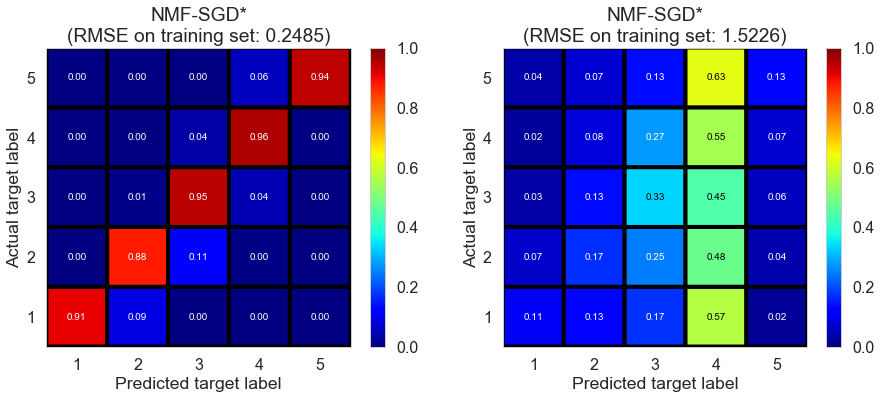 NMF-SGD*
(RMSE on training set: 0.2485)
Actual target label
5 0.00 0.00 0.00 0.06 0.94
4 0.00 0.00 0.04 0.96 0.00
3 0.00 0.01 0.95 0.04 0.00
2 0.00 0.88 0.11 0.00 0.00
1 0.91 0.09 0.00 0.00 0.00
1 2 3 4 5
Predicted target label
1.0
0.8
0.6
0.4
0.2
0.0
NMF-SGD*
(RMSE on training set: 1.5226)
Actual target label
5 0.04 0.07 0.13 0.63 0.13
4 0.02 0.08 0.27 0.55 0.07
3 0.03 0.13 0.33 0.45 0.06
2 0.07 0.17 0.25 0.48 0.04
1 0.11 0.13 0.17 0.57 0.02
1 2 3 4 5
Predicted target label
1.0
0.8
0.6
0.4
0.2
0.0